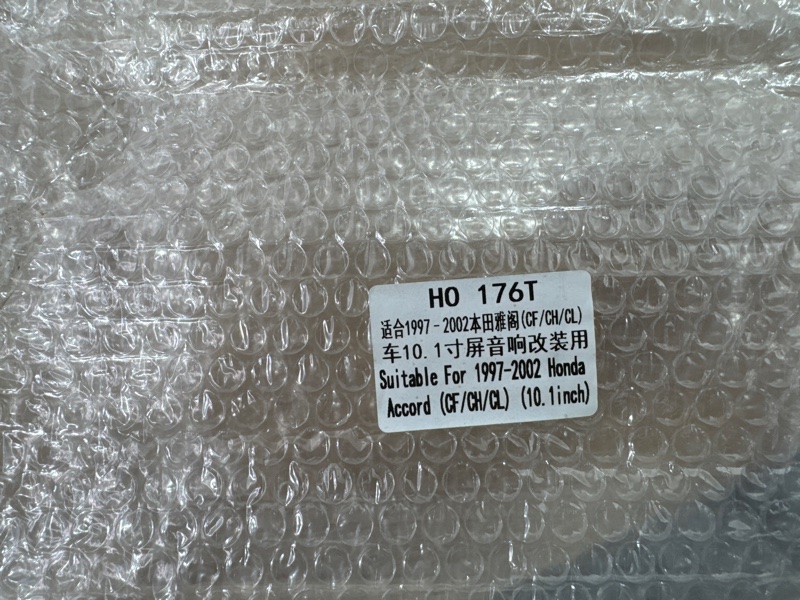 HO 176T
适合1997-2002本田雅阁(CF/CH/CL)
车10.1寸屏音响改装用
Suitable For 1997-2002 Honda
Accord (CF/CH/CL) (10.1inch)